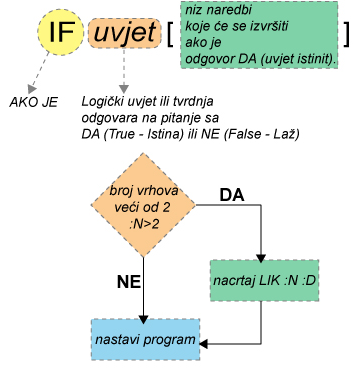 IF uvjet [ niz naredbi
koje će se izvršiti
ako je
odgovor DA (uvjet istinit). ]
AKO JE
Logički uvjet ili tvrdnja
odgovara na pitanje sa
DA (True - Istina) ili NE (False - Laž)
broj vrhova
veći od 2
:N>2
DA
NE
nacrtaj LIK :N :D
nastavi program